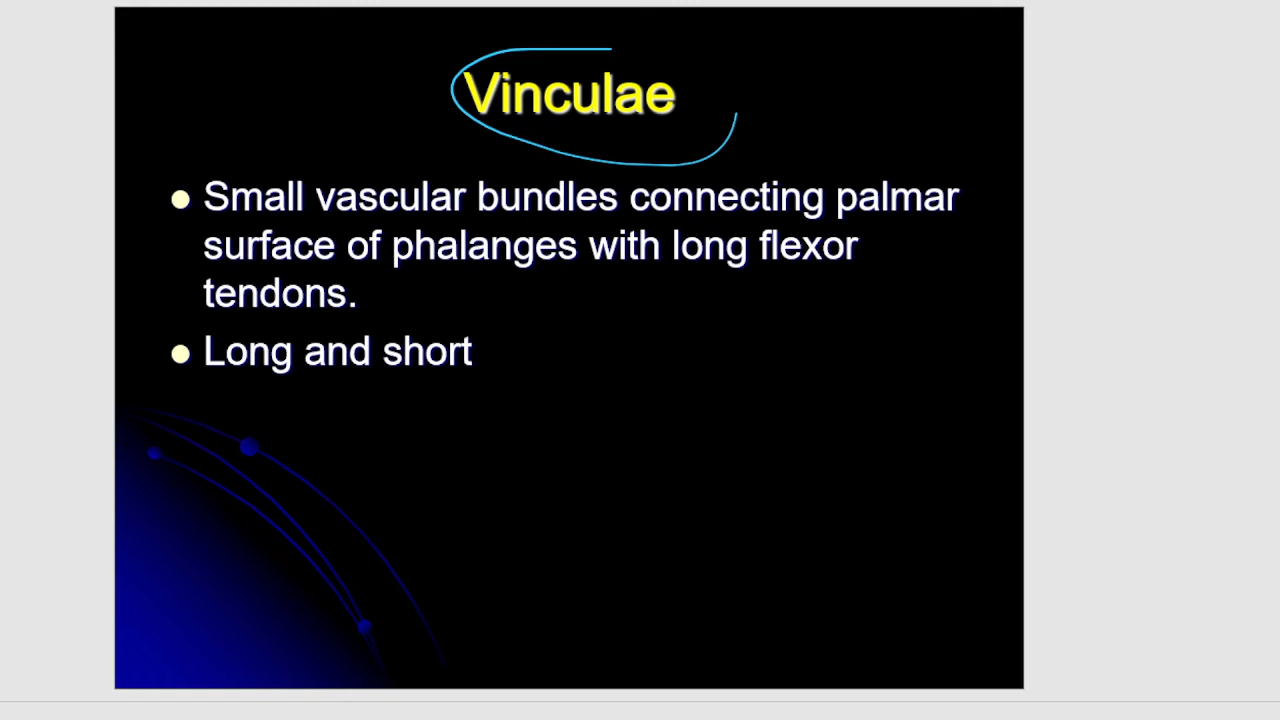 Vinculae
Small vascular bundles connecting palmar
surface of phalanges with long flexor
tendons.
Long and short